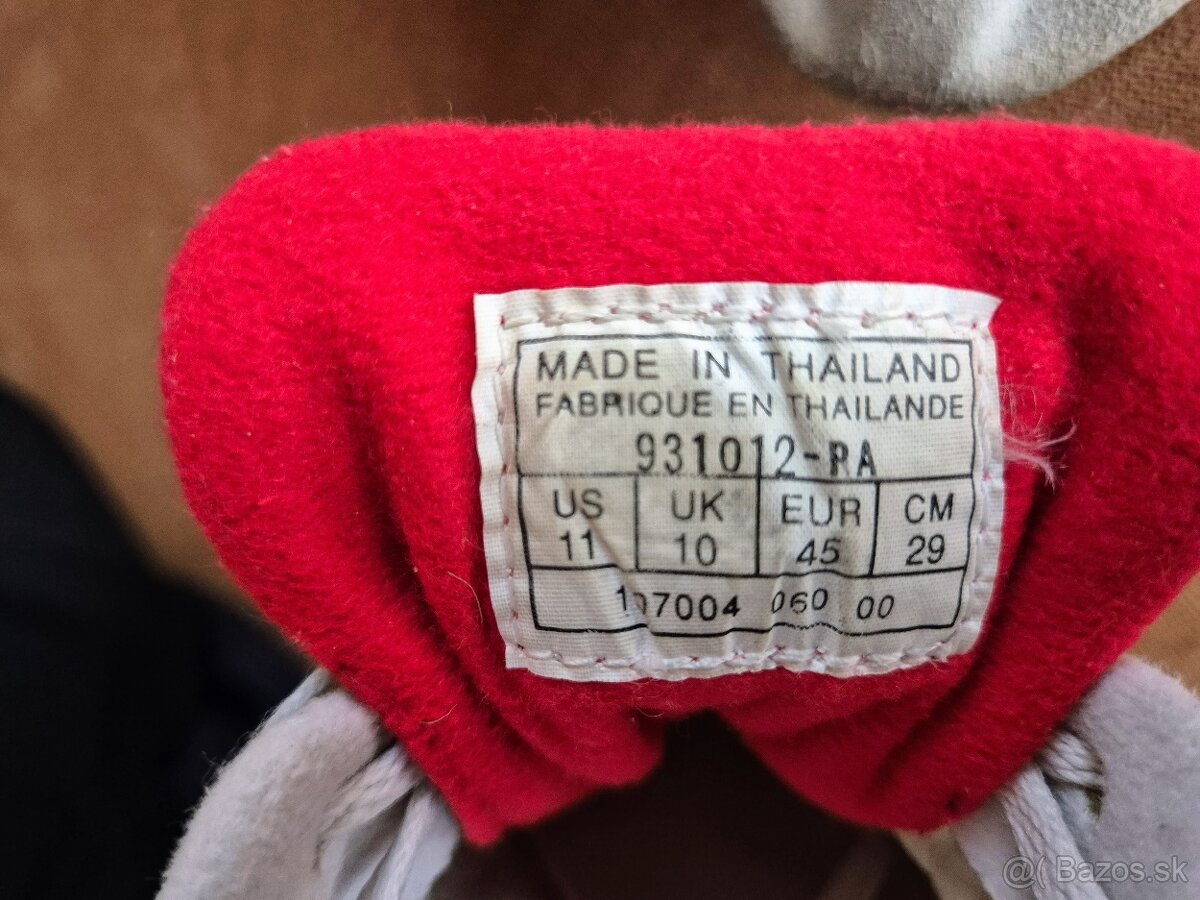 MADE IN THAILAND
FABRIQUE EN THAILANDE
931012-PA
US UK EUR CM
11 10 45 29
107004 060 00
@( Bazos.sk